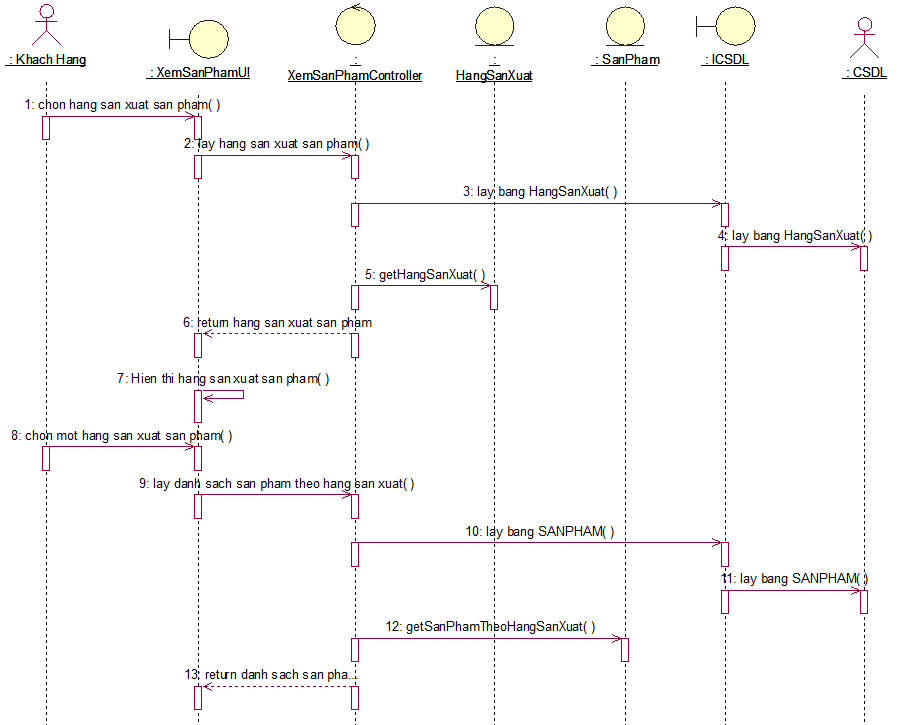 : Khach Hang
: XemSanPhamUI
:
XemSanPhamController
:
HangSanXuat
: SanPham
: ICSDL
: CSDL
1: chon hang san xuat san pham( )
2: lay hang san xuat san pham( )
3: lay bang HangSanXuat( )
4: lay bang HangSanXuat( )
5: getHangSanXuat( )
6: return hang san xuat san pham
7: Hien thi hang san xuat san pham( )
8: chon mot hang san xuat san pham( )
9: lay danh sach san pham theo hang san xuat( )
10: lay bang SANPHAM( )
11: lay bang SANPHAM( )
12: getSanPhamTheoHangSanXuat( )
13: return danh sach san pha...